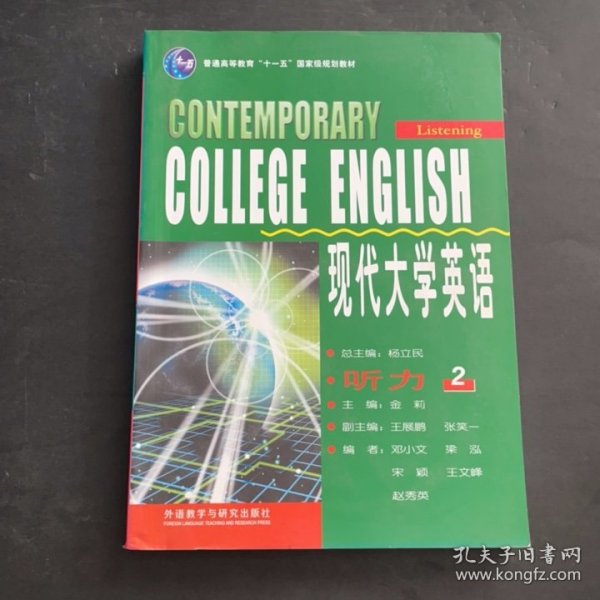 十一五
普通高等教育“十一五”国家级规划教材
CONTEMPORARY
Listening
COLLEGE ENGLISH
现代大学英语
总主编：杨立民
听力 2
主 编：金 莉
副主编：王展鹏 张笑一
编 者：邓小文 梁 泓
宋 颖 王文峰
赵秀英
外语教学与研究出版社
FOREIGN LANGUAGE TEACHING AND RESEARCH PRESS
孔夫子旧书网
www.kongfz.com